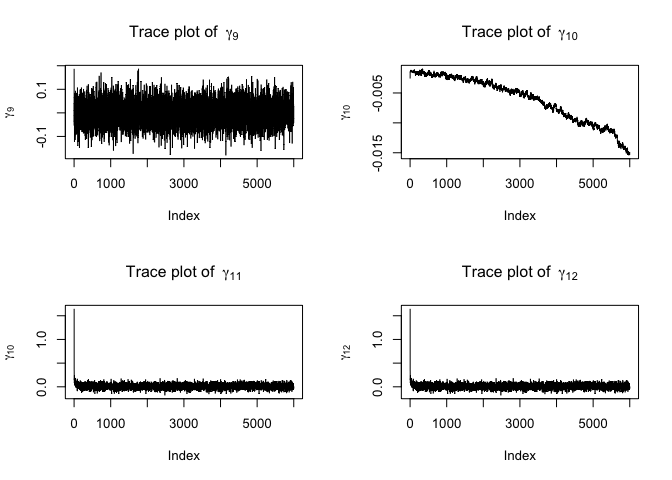 Trace plot of γ9
γ9
-0.1 0.1
0 1000 3000 5000
Index
Trace plot of γ10
γ10
-0.015 -0.005
0 1000 3000 5000
Index
Trace plot of γ11
γ10
0.0 1.0
0 1000 3000 5000
Index
Trace plot of γ12
γ12
0.0 1.0
0 1000 3000 5000
Index